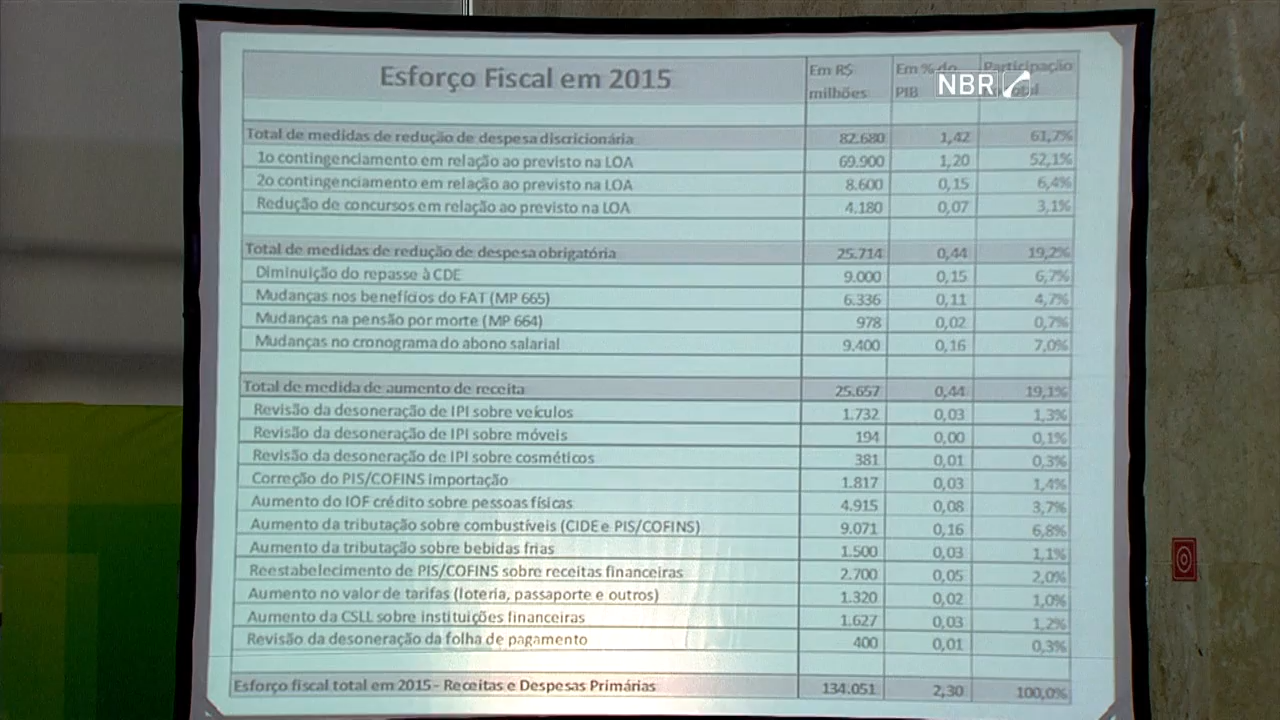 Esforço Fiscal em 2015 Em R$ milhões Em % do PIB Participação
NBR
Total de medidas de redução de despesa discricionária 82.680 1,42 61,7%
1o contingenciamento em relação ao previsto na LOA 69.900 1,20 52,1%
2o contingenciamento em relação ao previsto na LOA 8.600 0,15 6,4%
Redução de concursos em relação ao previsto na LOA 4.180 0,07 3,1%
Total de medidas de redução de despesa obrigatória 25.714 0,44 19,2%
Diminuição do repasse à CDE 9.000 0,15 6,7%
Mudanças nos benefícios do FAT (MP 665) 6.336 0,11 4,7%
Mudanças na pensão por morte (MP 664) 978 0,02 0,7%
Mudanças no cronograma do abono salarial 9.400 0,16 7,0%
Total de medida de aumento de receita 25.657 0,44 19,1%
Revisão da desoneração de IPI sobre veículos 1.732 0,03 1,3%
Revisão da desoneração de IPI sobre móveis 194 0,00 0,1%
Revisão da desoneração de IPI sobre cosméticos 381 0,01 0,3%
Correção do PIS/COFINS importação 1.817 0,03 1,4%
Aumento do IOF crédito sobre pessoas físicas 4.915 0,08 3,7%
Aumento da tributação sobre combustíveis (CIDE e PIS/COFINS) 9.071 0,16 6,8%
Aumento da tributação sobre bebidas frias 1.500 0,03 1,1%
Reestabelecimento de PIS/COFINS sobre receitas financeiras 2.700 0,05 2,0%
Aumento no valor de tarifas (loteria, passaporte e outros) 1.320 0,02 1,0%
Aumento da CSLL sobre instituições financeiras 1.627 0,03 1,2%
Revisão da desoneração da folha de pagamento 400 0,01 0,3%
Esforço fiscal total em 2015 - Receitas e Despesas Primárias 134.051 2,30 100,0%